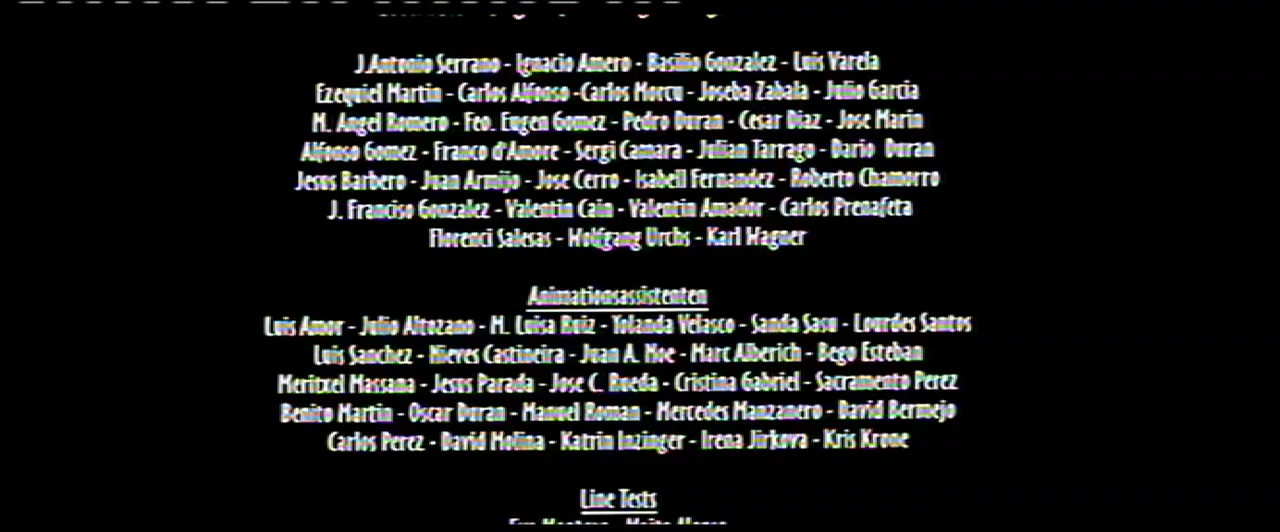 J.Antonio Serrano - Ignacio Amero - Basilio Gonzalez - Luis Varela
Ezequiel Martin - Carlos Alfonso -Carlos Morcu - Joseba Zabala - Julio Garcia
M. Angel Romero - Feo. Eugen Gomez - Pedro Duran - Cesar Diaz - Jose Marin
Alfonso Gomez - Franco d'Amore - Sergi Camara - Julian Tarrago - Dario Duran
Jesus Barbero - Juan Armijo - Jose Cerro - Isabell Fernandez - Roberto Chamorro
J. Franciso Gonzalez - Valentin Cain - Valentin Amador - Carlos Prenafeta
Florenci Salesas - Wolfgang Urchs - Karl Wagner
Animationsassistenten
Luis Amor - Julio Altozano - M. Luisa Ruiz - Yolanda Velasco - Sanda Sasu - Lourdes Santos
Luis Sanchez - Nieves Castineira - Juan A. Moe - Marc Alberich - Bego Esteban
Meritxel Massana - Jesus Parada - Jose C. Rueda - Cristina Gabriel - Sacramento Perez
Benito Martin - Oscar Duran - Manuel Roman - Mercedes Manzanero - David Bermejo
Carlos Perez - David Molina - Katrin Inzinger - Irena Jirkova - Kris Krone
Line Tests